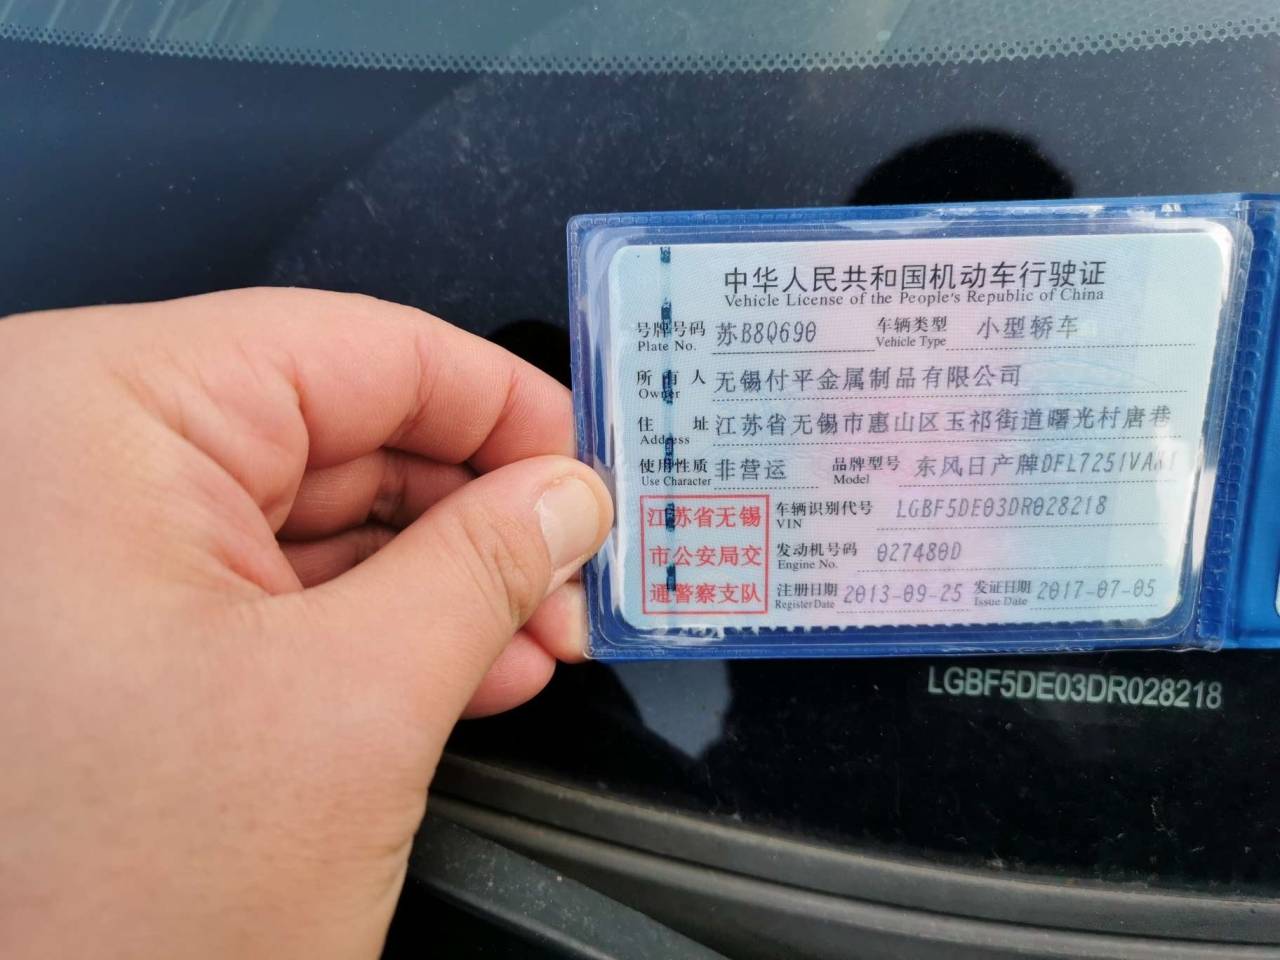 中华人民共和国机动车行驶证
Vehicle License of the People's Republic of China
号牌号码 苏B8Q690 车辆类型 小型轿车
Plate No. Vehicle Type
所有人 无锡付平金属制品有限公司
Owner
住址 江苏省无锡市惠山区玉祁街道曙光村唐巷
Address
使用性质 非营运 品牌型号 东风日产牌DFL7251VAK1
Use Character Model
江苏省无锡 车辆识别代号 LGBF5DE03DR028218
VIN
市公安局交 发动机号码 027480D
Engine No.
通警察支队 注册日期 2013-09-25 发证日期 2017-07-05
Register Date Issue Date
LGBF5DE03DR028218